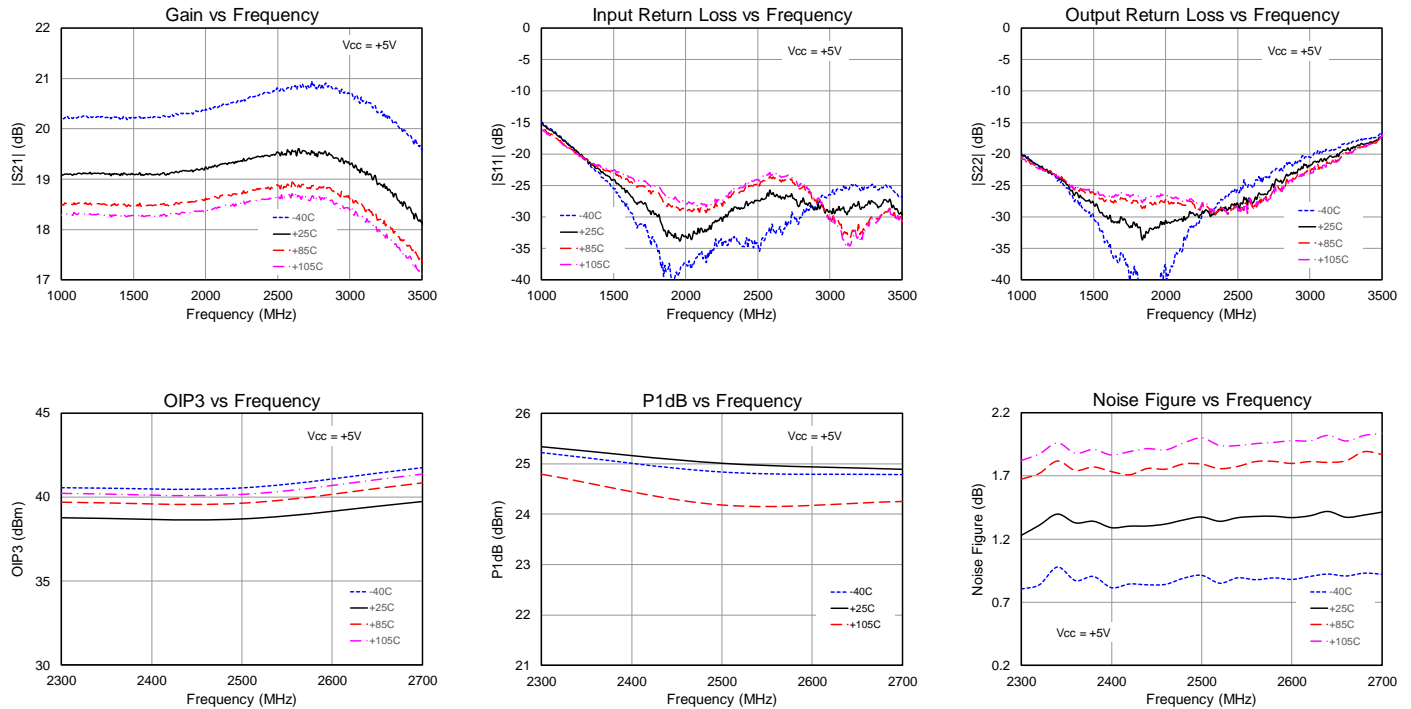 Gain vs Frequency
22
21
20
19
18
17
|S21| (dB)
Vcc = +5V
-40C
+25C
+85C
+105C
1000 1500 2000 2500 3000 3500
Frequency (MHz)
Input Return Loss vs Frequency
0
-5
-10
-15
-20
-25
-30
-35
-40
|S11| (dB)
Vcc = +5V
-40C
+25C
+85C
+105C
1000 1500 2000 2500 3000 3500
Frequency (MHz)
Output Return Loss vs Frequency
0
-5
-10
-15
-20
-25
-30
-35
-40
|S22| (dB)
Vcc = +5V
-40C
+25C
+85C
+105C
1000 1500 2000 2500 3000 3500
Frequency (MHz)
OIP3 vs Frequency
45
40
35
30
OIP3 (dBm)
Vcc = +5V
-40C
+25C
+85C
+105C
2300 2400 2500 2600 2700
Frequency (MHz)
P1dB vs Frequency
26
25
24
23
22
21
P1dB (dBm)
Vcc = +5V
-40C
+25C
+105C
2300 2400 2500 2600 2700
Frequency (MHz)
Noise Figure vs Frequency
2.2
1.7
1.2
0.7
0.2
Noise Figure (dB)
Vcc = +5V
-40C
+25C
+85C
+105C
2300 2400 2500 2600 2700
Frequency (MHz)